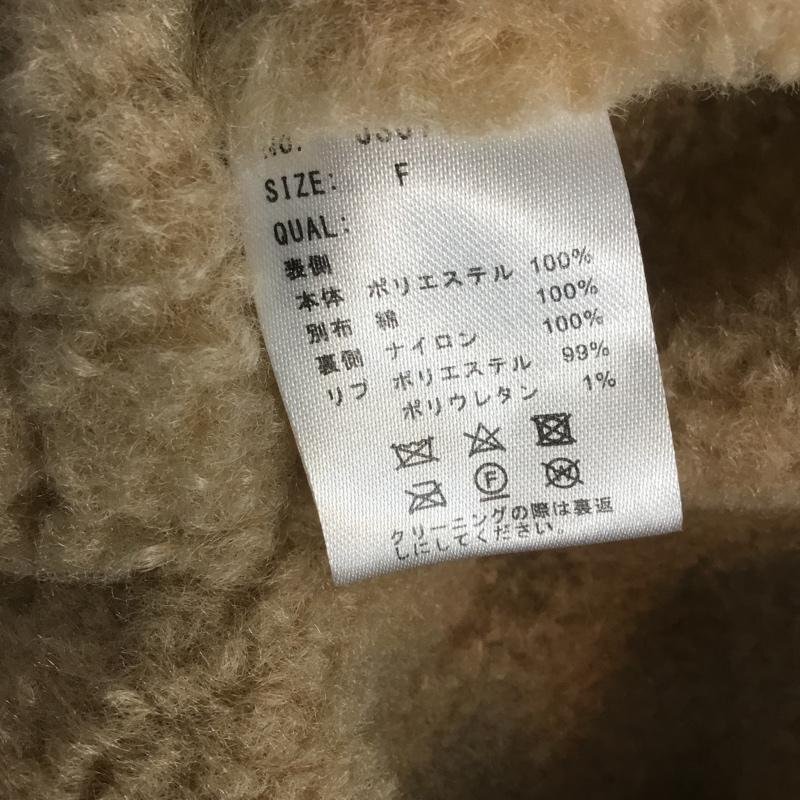 SIZE: F
QUAL:
表側
本体 ポリエステル 100%
別布 綿 100%
裏側 ナイロン 100%
リブ ポリエステル 99%
ポリウレタン 1%
F
W
クリーニングの際は裏返
しにしてください。